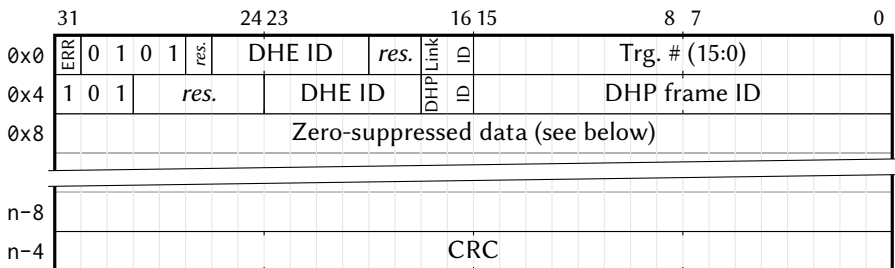 31 24 23 16 15 8 7 0
0x0 ERR 0 1 0 1 res. DHE ID res. Link ID Trg. # (15:0)
0x4 1 0 1 res. DHE ID DHP ID DHP frame ID
0x8 Zero-suppressed data (see below)
n-8
n-4 CRC